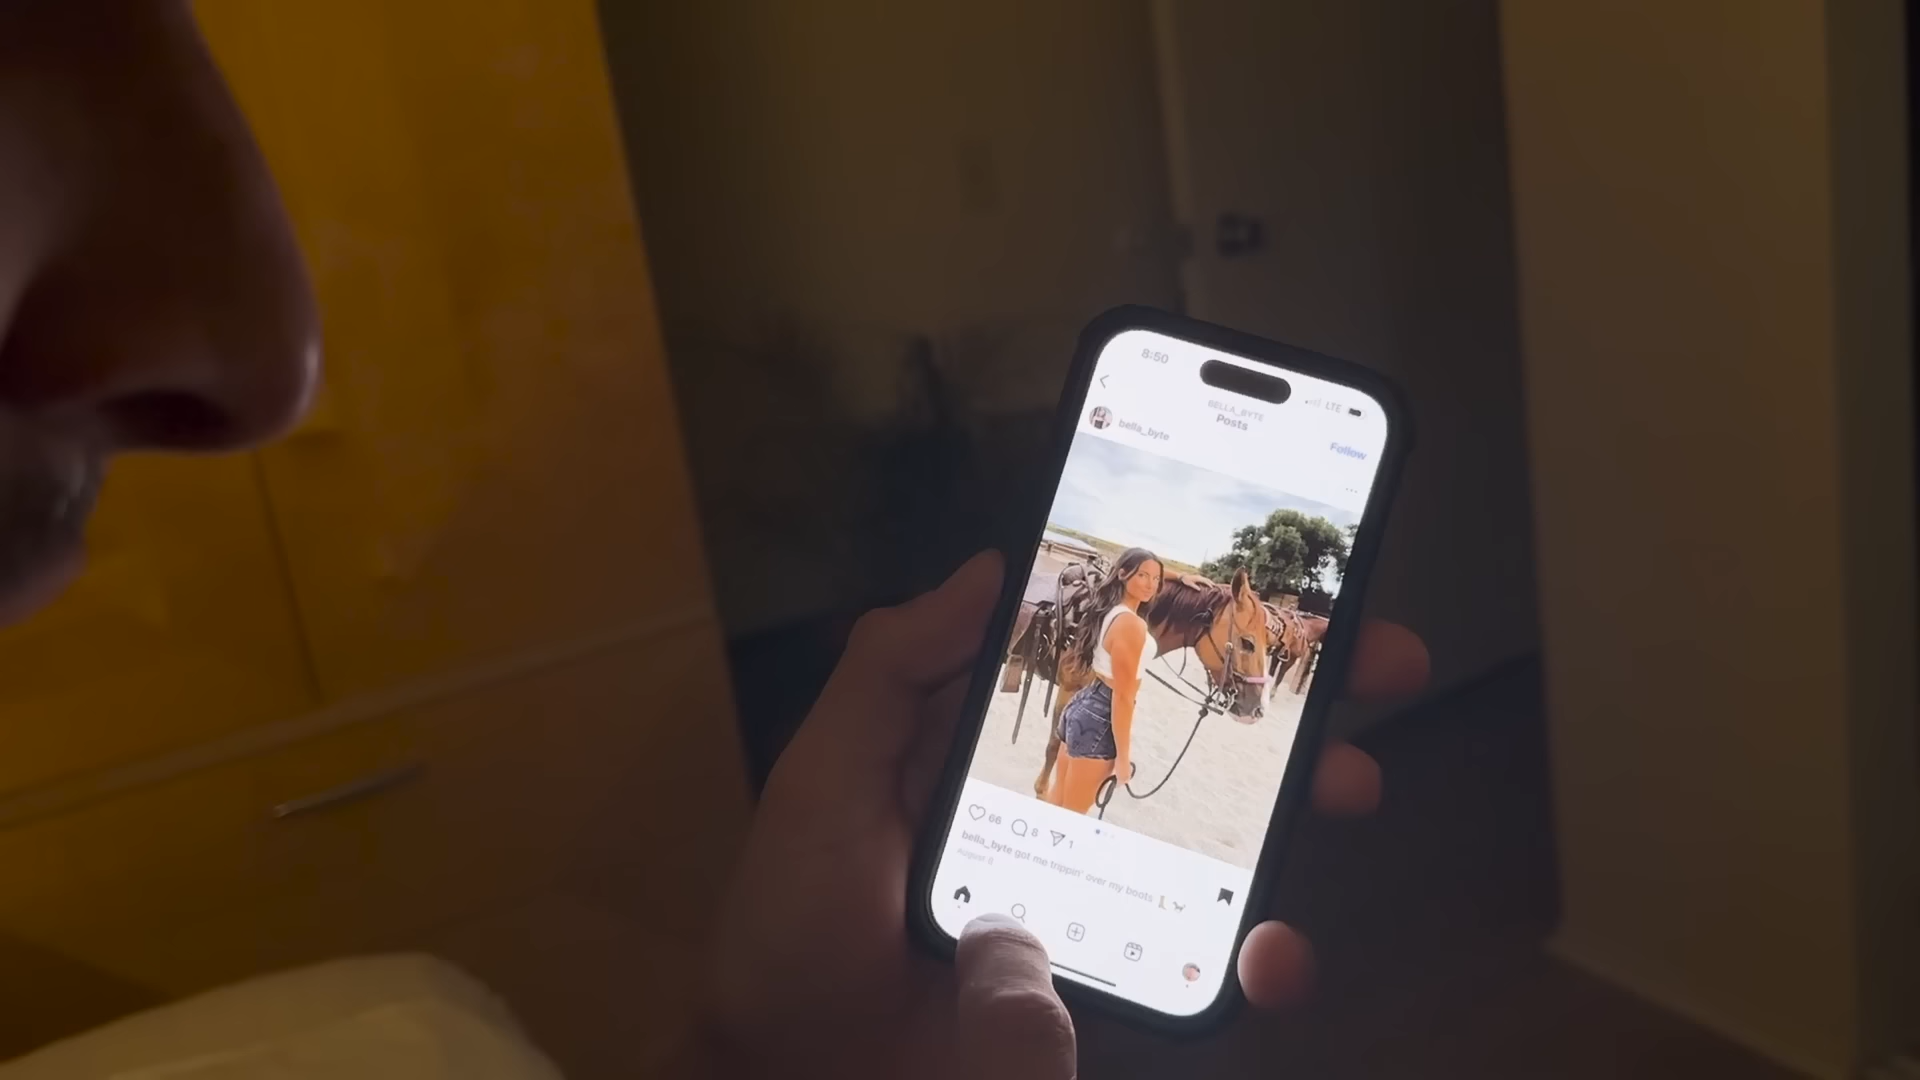 8:50
LTE
BELLA_BYTE
Posts
bella_byte
Follow
66
8
1
bella_byte got me trippin' over my boots
August 8